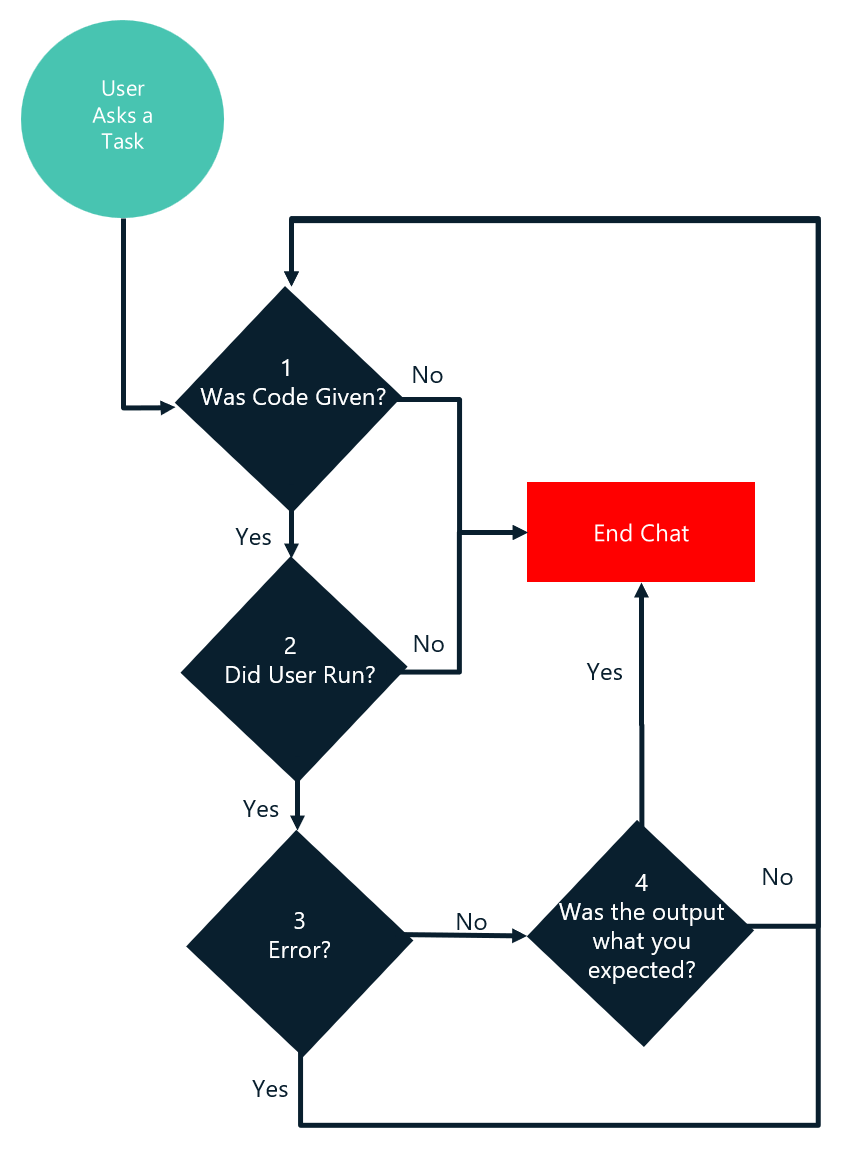 User
Asks a
Task
1
Was Code Given?
No
Yes
End Chat
2
Did User Run?
No
Yes
Yes
3
Error?
No
4
Was the output
what you
expected?
No
Yes